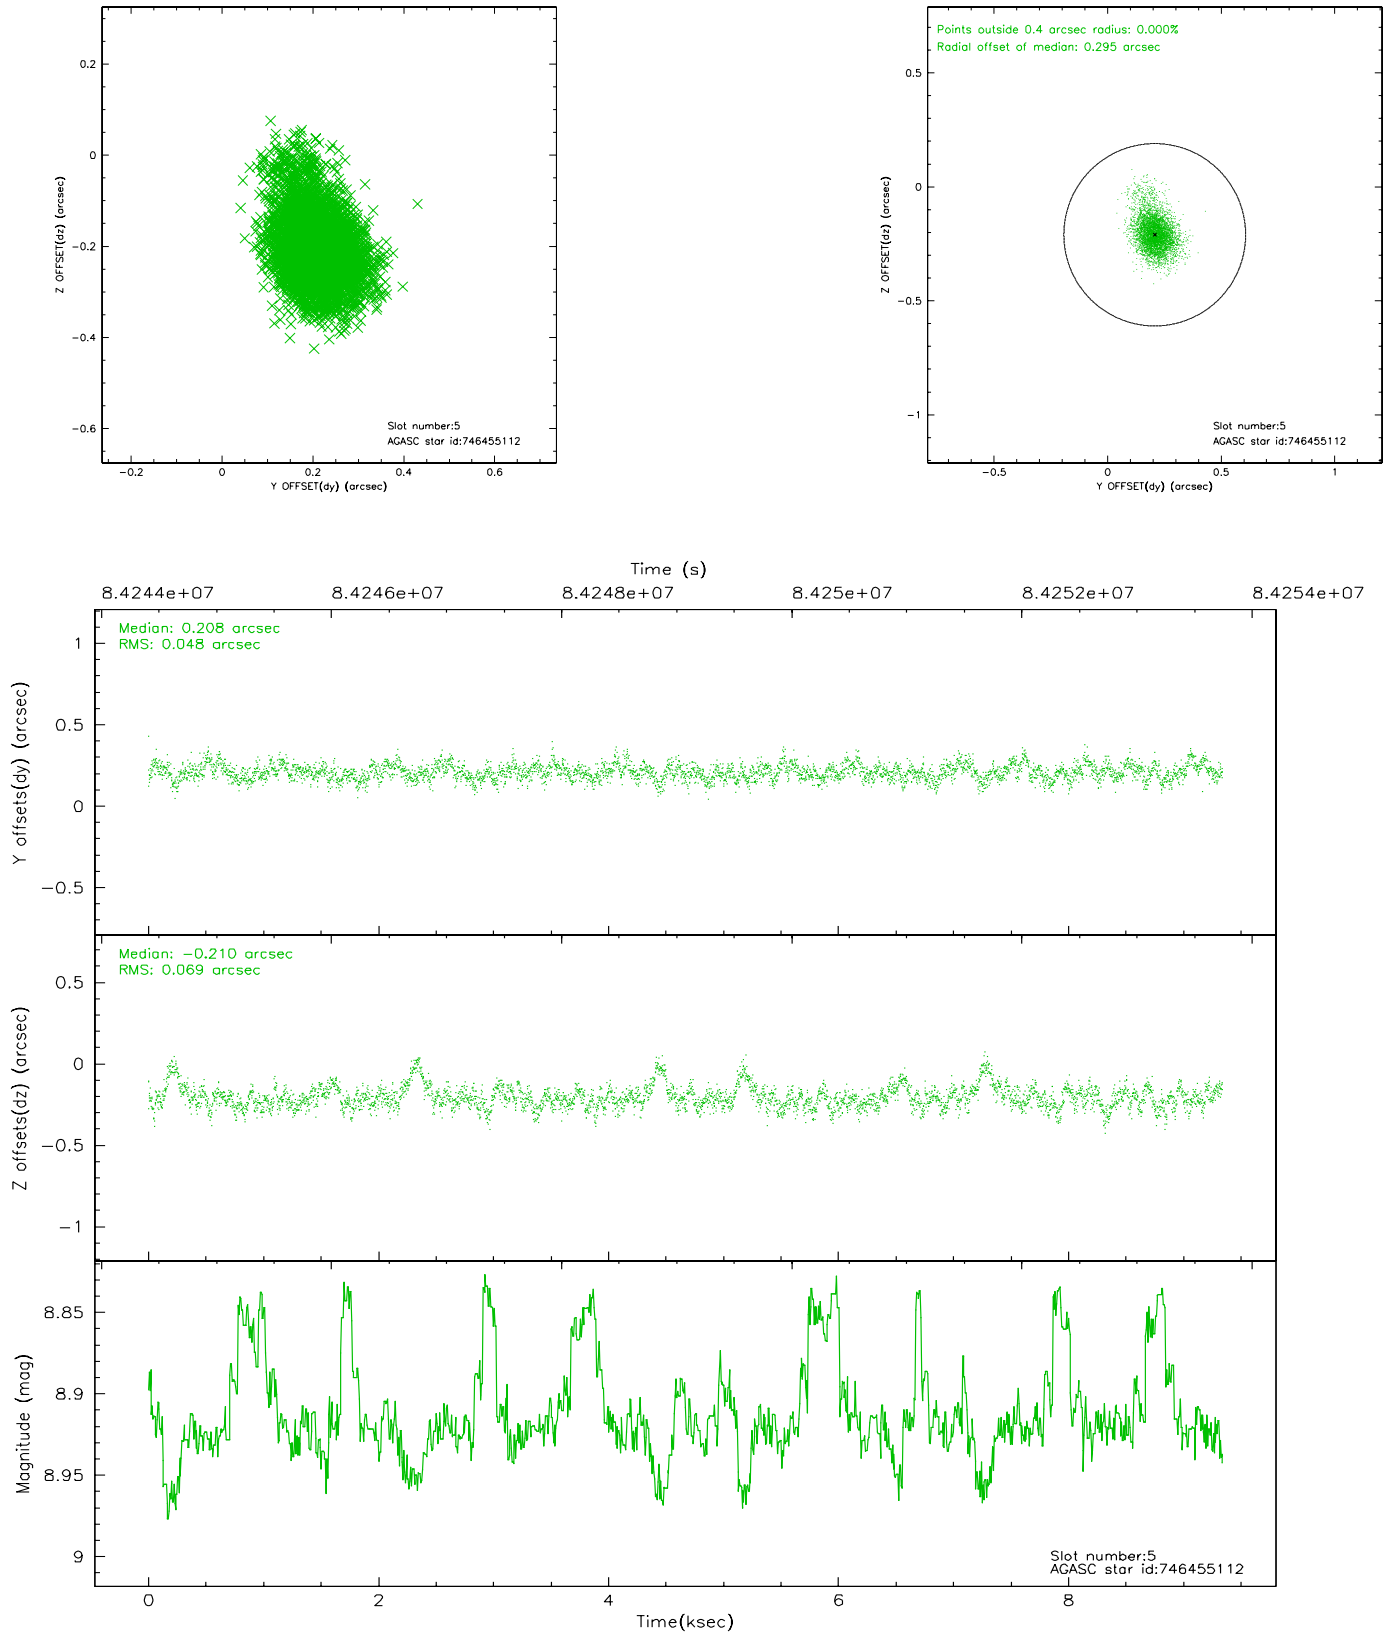 0.2
0
-0.2
-0.4
-0.6
Z OFFSET(dz) (arcsec)
Slot number:5
AGASC star id:746455112
-0.2 0 0.2 0.4 0.6
Y OFFSET(dy) (arcsec)
Points outside 0.4 arcsec radius: 0.000%
Radial offset of median: 0.295 arcsec
0.5
0
-0.5
-1
Z OFFSET(dz) (arcsec)
Slot number:5
AGASC star id:746455112
-0.5 0 0.5 1
Y OFFSET(dy) (arcsec)
Time (s)
8.4244e+07 8.4246e+07 8.4248e+07 8.425e+07 8.4252e+07 8.4254e+07
Median: 0.208 arcsec
RMS: 0.048 arcsec
1
0.5
0
-0.5
Y offsets(dy) (arcsec)
Median: -0.210 arcsec
RMS: 0.069 arcsec
0.5
0
-0.5
-1
Z offsets(dz) (arcsec)
8.85
8.9
8.95
9
Magnitude (mag)
Slot number:5
AGASC star id:746455112
0 2 4 6 8
Time(ksec)